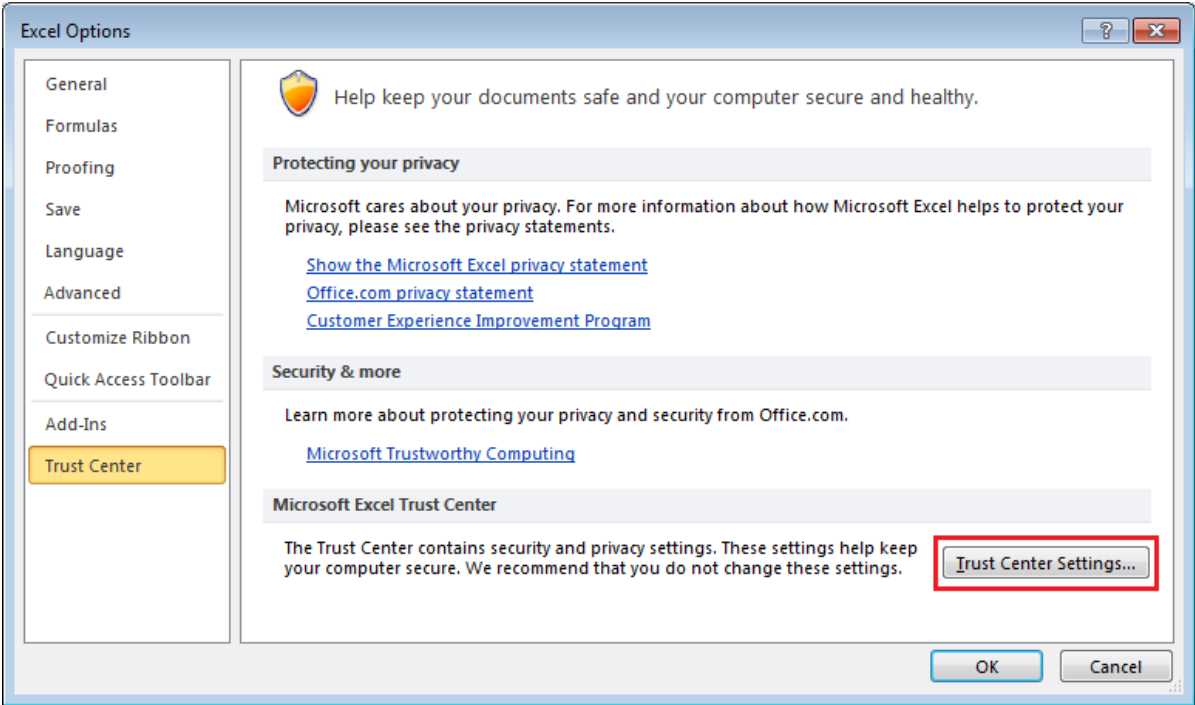 Excel Options
General
Formulas
Proofing
Save
Language
Advanced
Customize Ribbon
Quick Access Toolbar
Add-Ins
Trust Center
Help keep your documents safe and your computer secure and healthy.
Protecting your privacy
Microsoft cares about your privacy. For more information about how Microsoft Excel helps to protect your
privacy, please see the privacy statements.
Show the Microsoft Excel privacy statement
Office.com privacy statement
Customer Experience Improvement Program
Security & more
Learn more about protecting your privacy and security from Office.com.
Microsoft Trustworthy Computing
Microsoft Excel Trust Center
The Trust Center contains security and privacy settings. These settings help keep
your computer secure. We recommend that you do not change these settings.
Trust Center Settings...
OK
Cancel